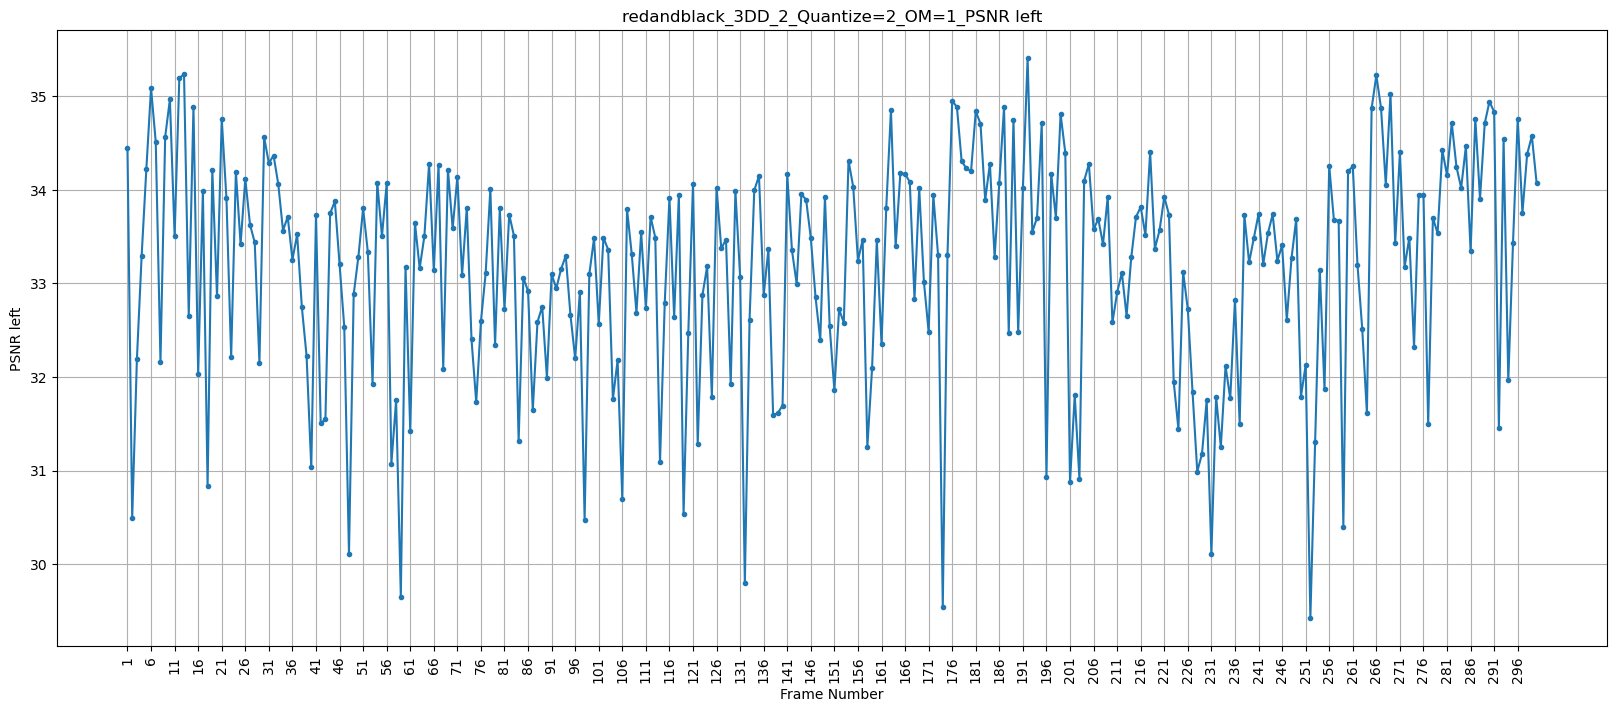 redandblack_3DD_2_Quantize=2_OM=1_PSNR left
PSNR left
35
34
33
32
31
30
1 6 11 16 21 26 31 36 41 46 51 56 61 66 71 76 81 86 91 96 101 106 111 116 121 126 131 136 141 146 151 156 161 166 171 176 181 186 191 196 201 206 211 216 221 226 231 236 241 246 251 256 261 266 271 276 281 286 291 296
Frame Number